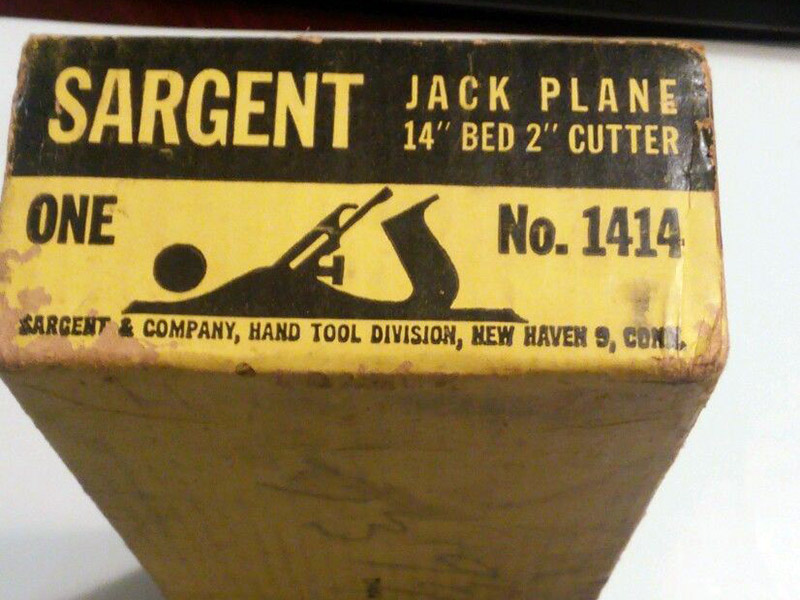 SARGENT
JACK PLANE
14" BED 2" CUTTER
ONE
No. 1414
SARGENT & COMPANY, HAND TOOL DIVISION, NEW HAVEN 9, CONN.